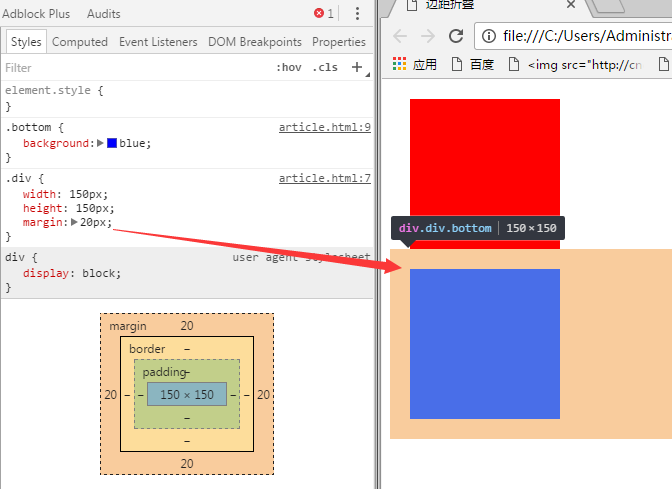 Adblock Plus Audits 1
Styles Computed Event Listeners DOM Breakpoints Properties
Filter :hov .cls +
element.style {
}
.bottom { article.html:9
background: blue;
}
.div { article.html:7
width: 150px;
height: 150px;
margin: 20px;
}
div { user agent stylesheet
display: block;
}
margin 20
border –
padding –
20 – – 150 × 150 – – 20
–
–
20
边距折叠
file:///C:/Users/Administra
应用 百度 <img src="http://cn
div.div.bottom 150 × 150